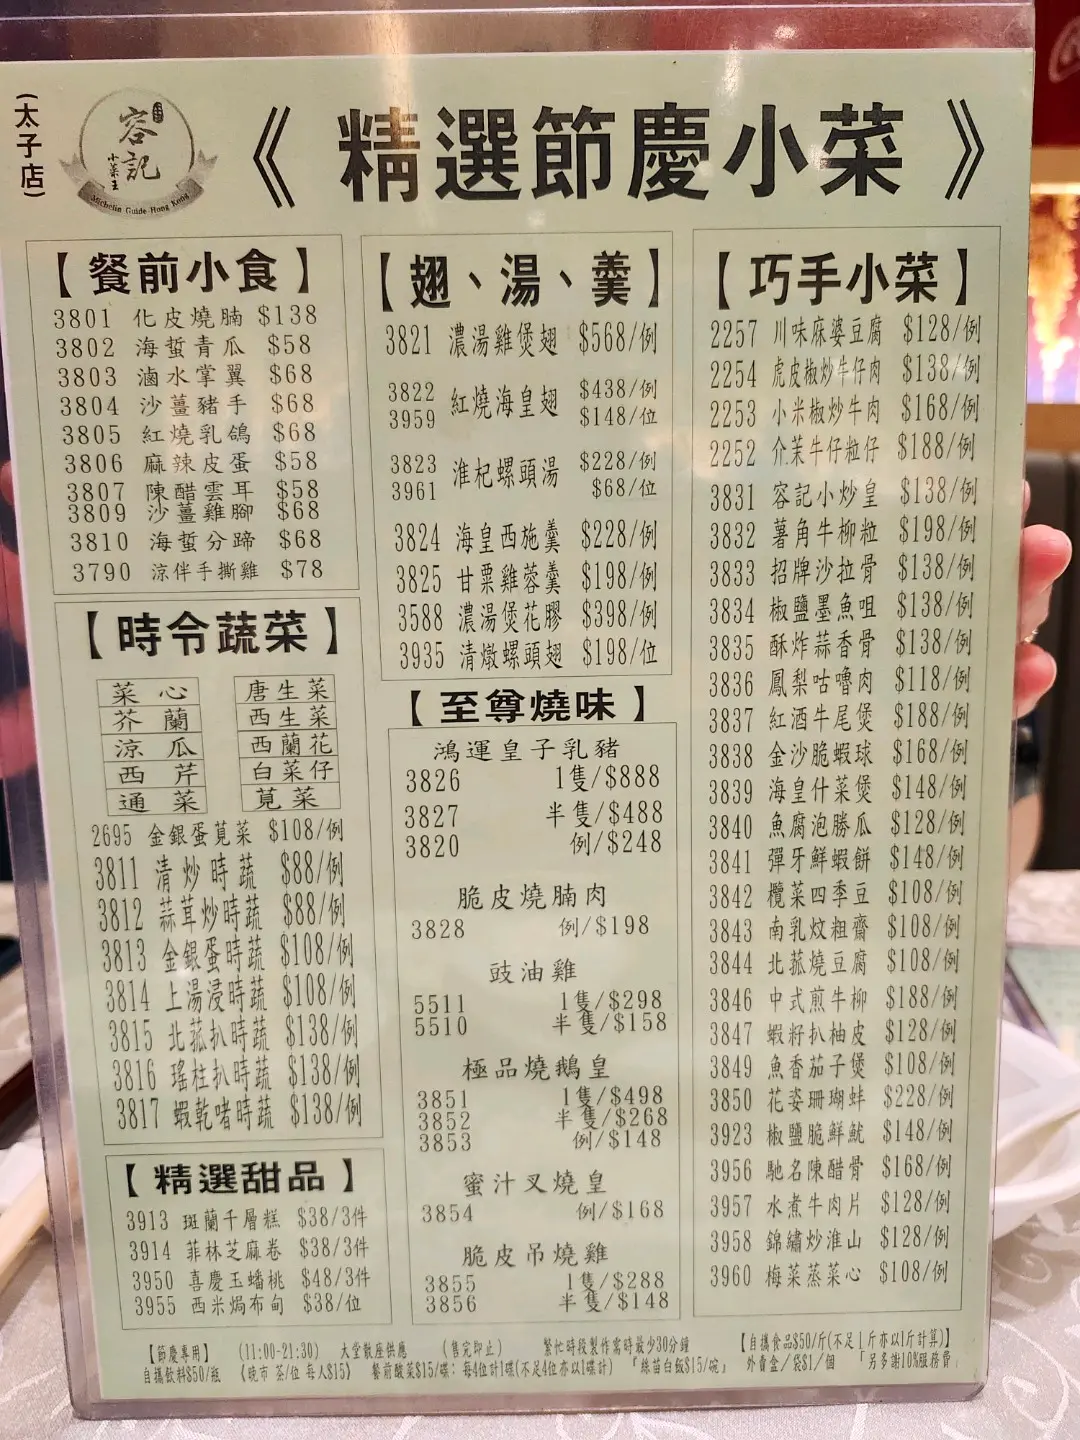 (太子店)
容記
小菜王
Michelin Guide Hong Kong
《精選節慶小菜》
【餐前小食】
3801 化皮燒腩 $138
3802 海蜇青瓜 $58
3803 滷水掌翼 $68
3804 沙薑豬手 $68
3805 紅燒乳鴿 $68
3806 麻辣皮蛋 $58
3807 陳醋雲耳 $58
3809 沙薑雞腳 $68
3810 海蜇分蹄 $68
3790 涼伴手撕雞 $78
【時令蔬菜】
菜心 唐生菜
芥蘭 西生菜
涼瓜 西蘭花
西芹 白菜仔
通菜 莧菜
2695 金銀蛋莧菜 $108/例
3811 清炒時蔬 $88/例
3812 蒜茸炒時蔬 $88/例
3813 金銀蛋時蔬 $108/例
3814 上湯浸時蔬 $108/例
3815 北菰扒時蔬 $138/例
3816 瑤柱扒時蔬 $138/例
3817 蝦乾啫時蔬 $138/例
【精選甜品】
3913 斑蘭千層糕 $38/3件
3914 菲林芝麻卷 $38/3件
3950 喜慶玉蟠桃 $48/3件
3955 西米焗布甸 $38/位
【翅、湯、羹】
3821 濃湯雞煲翅 $568/例
3822 紅燒海皇翅 $438/例
3959 $148/位
3823 淮杞螺頭湯 $228/例
3961 $68/位
3824 海皇西施羹 $228/例
3825 甘粟雞蓉羹 $198/例
3588 濃湯煲花膠 $398/例
3935 清燉螺頭翅 $198/位
【至尊燒味】
鴻運皇子乳豬
3826 1隻/$888
3827 半隻/$488
3820 例/$248
脆皮燒腩肉
3828 例/$198
豉油雞
5511 1隻/$298
5510 半隻/$158
極品燒鵝皇
3851 1隻/$498
3852 半隻/$268
3853 例/$148
蜜汁叉燒皇
3854 例/$168
脆皮吊燒雞
3855 1隻/$288
3856 半隻/$148
【巧手小菜】
2257 川味麻婆豆腐 $128/例
2254 虎皮椒炒牛仔肉 $138/例
2253 小米椒炒牛肉 $168/例
2252 介茉牛仔粒仔 $188/例
3831 容記小炒皇 $138/例
3832 薯角牛柳粒 $198/例
3833 招牌沙拉骨 $138/例
3834 椒鹽墨魚咀 $138/例
3835 酥炸蒜香骨 $138/例
3836 鳳梨咕嚕肉 $118/例
3837 紅酒牛尾煲 $188/例
3838 金沙脆蝦球 $168/例
3839 海皇什菜煲 $148/例
3840 魚腐泡勝瓜 $128/例
3841 彈牙鮮蝦餅 $148/例
3842 欖菜四季豆 $108/例
3843 南乳炆粗齋 $108/例
3844 北菰燒豆腐 $108/例
3846 中式煎牛柳 $188/例
3847 蝦籽扒柚皮 $128/例
3849 魚香茄子煲 $108/例
3850 花姿珊瑚蚌 $228/例
3923 椒鹽脆鮮魷 $148/例
3956 馳名陳醋骨 $168/例
3957 水煮牛肉片 $128/例
3958 錦繡炒淮山 $128/例
3960 梅菜蒸菜心 $108/例
【節慶專用】 (11:00-21:30) 大堂散座供應 (售完即止) 繁忙時段製作需時最少30分鐘 【自攜食品$50/斤(不足1斤亦以1斤計算)】
自攜飲料$50/瓶 (晚市 茶/位 每人$15) 餐前酸菜$15/碟：每4位計1碟(不足4位亦以1碟計) 「絲苗白飯$15/碗」 外賣盒／袋$1/個 「另多謝10%服務費」